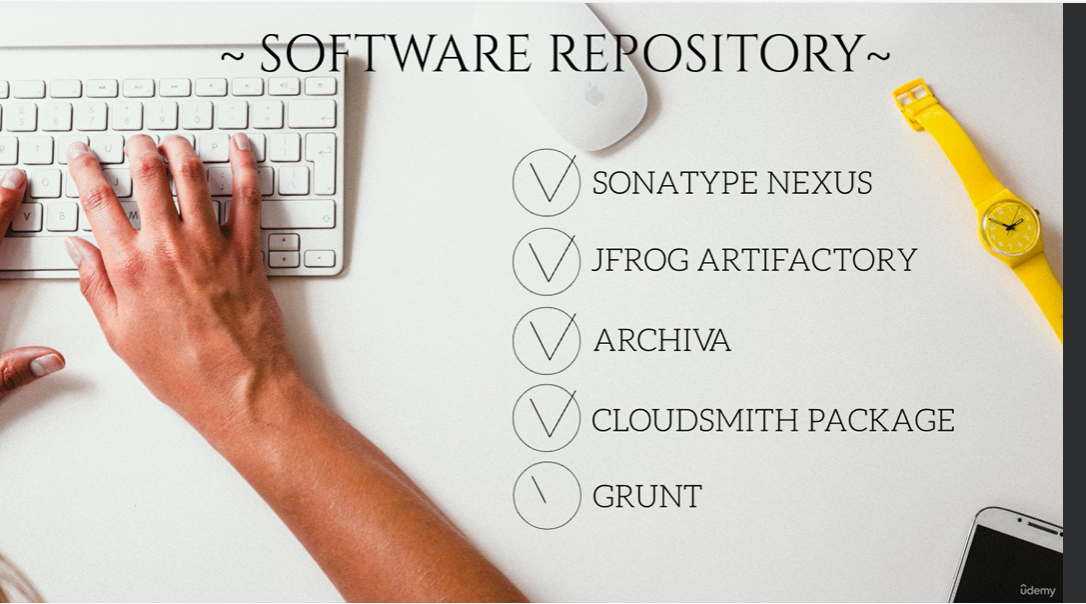 ~ SOFTWARE REPOSITORY~
SONATYPE NEXUS
JFROG ARTIFACTORY
ARCHIVA
CLOUDSMITH PACKAGE
GRUNT
ûdemy